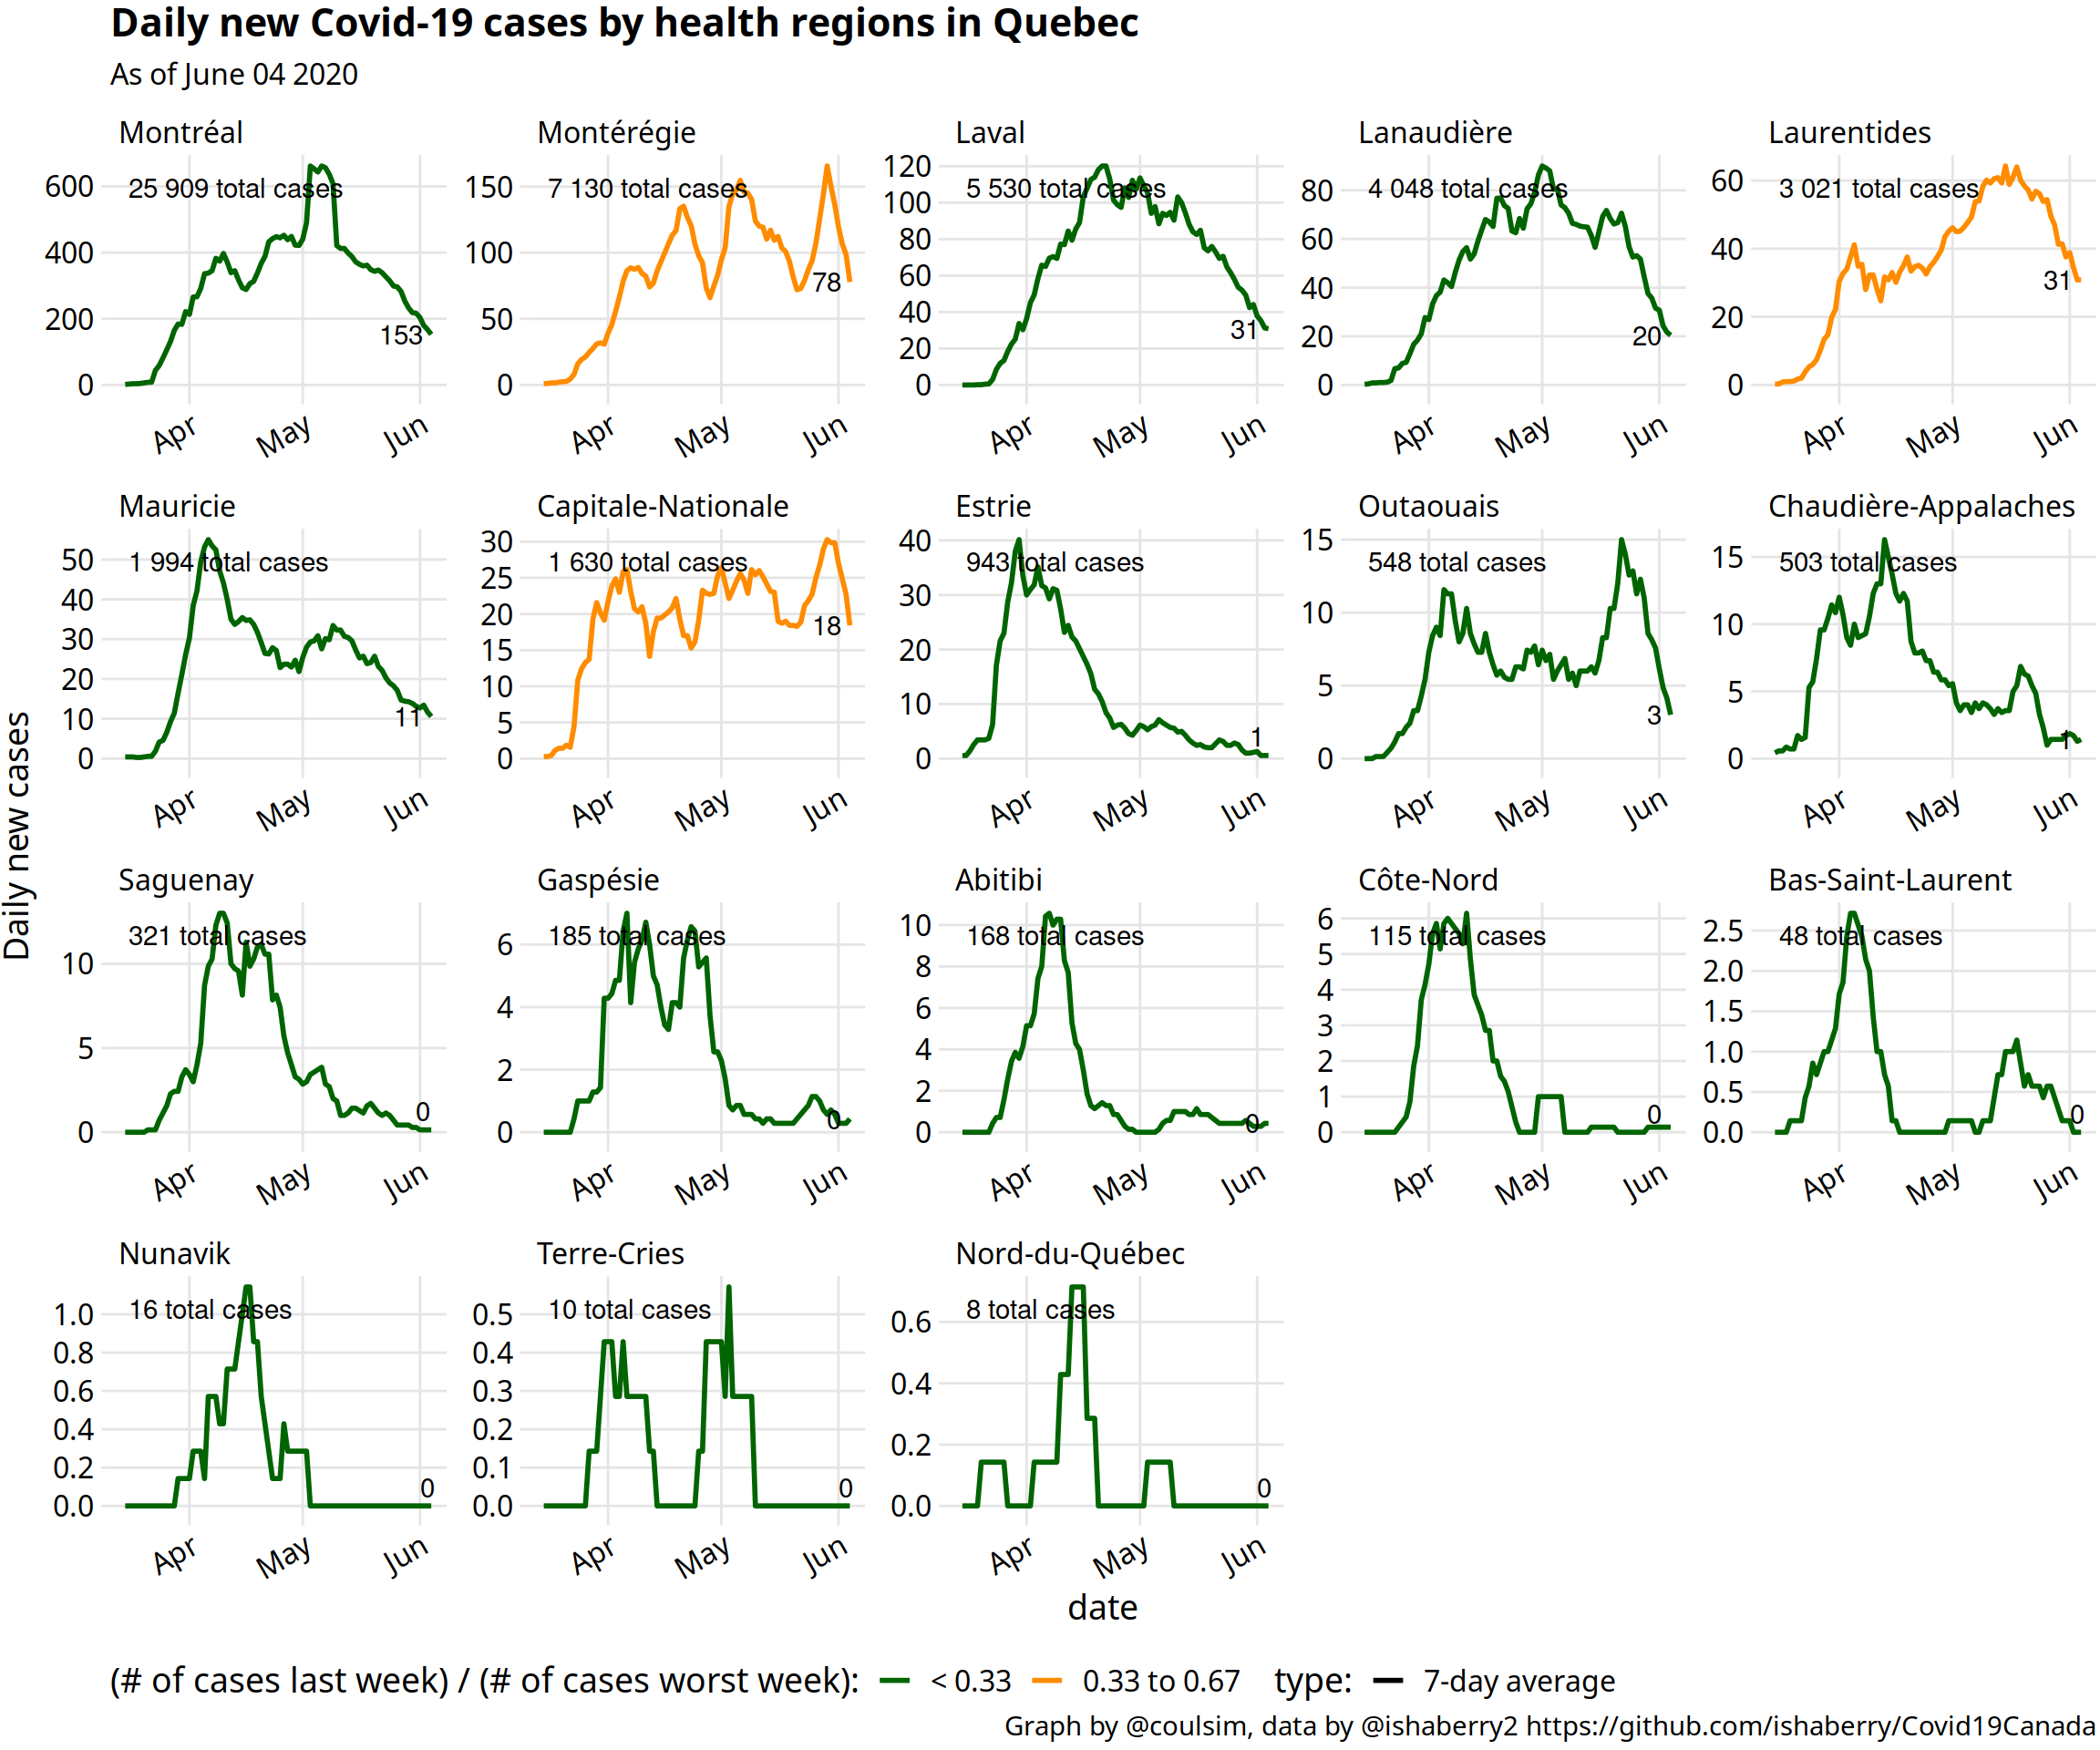 Daily new Covid-19 cases by health regions in Quebec
As of June 04 2020
Montréal Montérégie Laval Lanaudière Laurentides
25 909 total cases 7 130 total cases 5 530 total cases 4 048 total cases 3 021 total cases
600 150 120 80 60
400 100 100 60 40
200 50 80 40 20
0 0 60 20 0
40 0
20
0
153 78 31 20 31
Apr May Jun Apr May Jun Apr May Jun Apr May Jun Apr May Jun
Mauricie Capitale-Nationale Estrie Outaouais Chaudière-Appalaches
1 994 total cases 1 630 total cases 943 total cases 548 total cases 503 total cases
50 30 40 15 15
40 25 30 10 10
30 20 20 5 5
20 15 10 0 0
10 10 0
0 5
0
11 18 1 3 1
Apr May Jun Apr May Jun Apr May Jun Apr May Jun Apr May Jun
Daily new cases
Saguenay Gaspésie Abitibi Côte-Nord Bas-Saint-Laurent
321 total cases 185 total cases 168 total cases 115 total cases 48 total cases
10 6 10 6 2.5
5 4 8 5 2.0
0 2 6 4 1.5
0 4 3 1.0
2 2 0.5
0 1 0.0
0
0 0 0 0 0
Apr May Jun Apr May Jun Apr May Jun Apr May Jun Apr May Jun
Nunavik Terre-Cries Nord-du-Québec
16 total cases 10 total cases 8 total cases
1.0 0.5 0.6
0.8 0.4 0.4
0.6 0.3 0.2
0.4 0.2 0.0
0.2 0.1
0.0 0.0
0 0 0
Apr May Jun Apr May Jun Apr May Jun
date
(# of cases last week) / (# of cases worst week): < 0.33 0.33 to 0.67 type: 7-day average
Graph by @coulsim, data by @ishaberry2 https://github.com/ishaberry/Covid19Canada